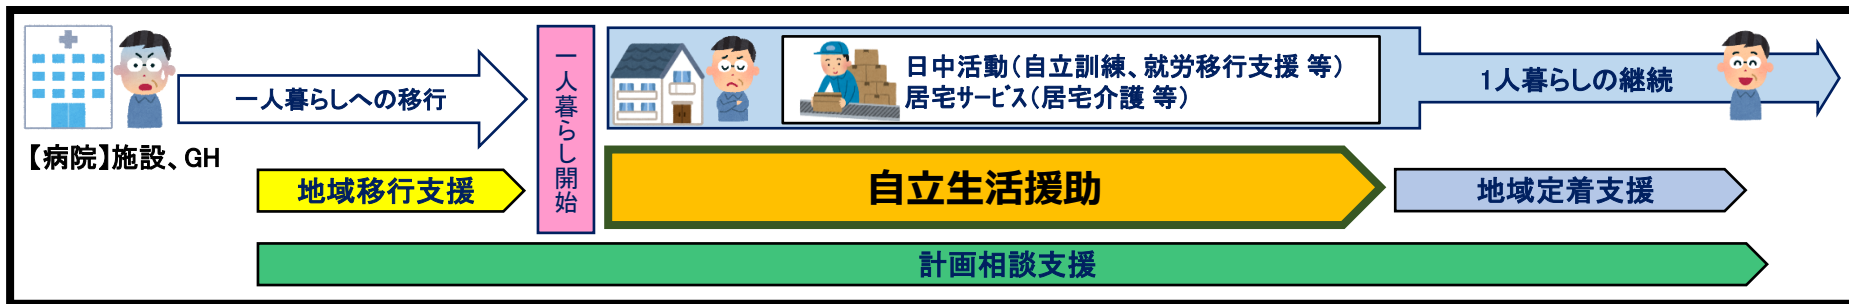 一人暮らしへの移行
【病院】施設、GH
地域移行支援
一人暮らし開始
日中活動（自立訓練、就労移行支援 等）
居宅サービス（居宅介護 等）
1人暮らしの継続
自立生活援助
地域定着支援
計画相談支援